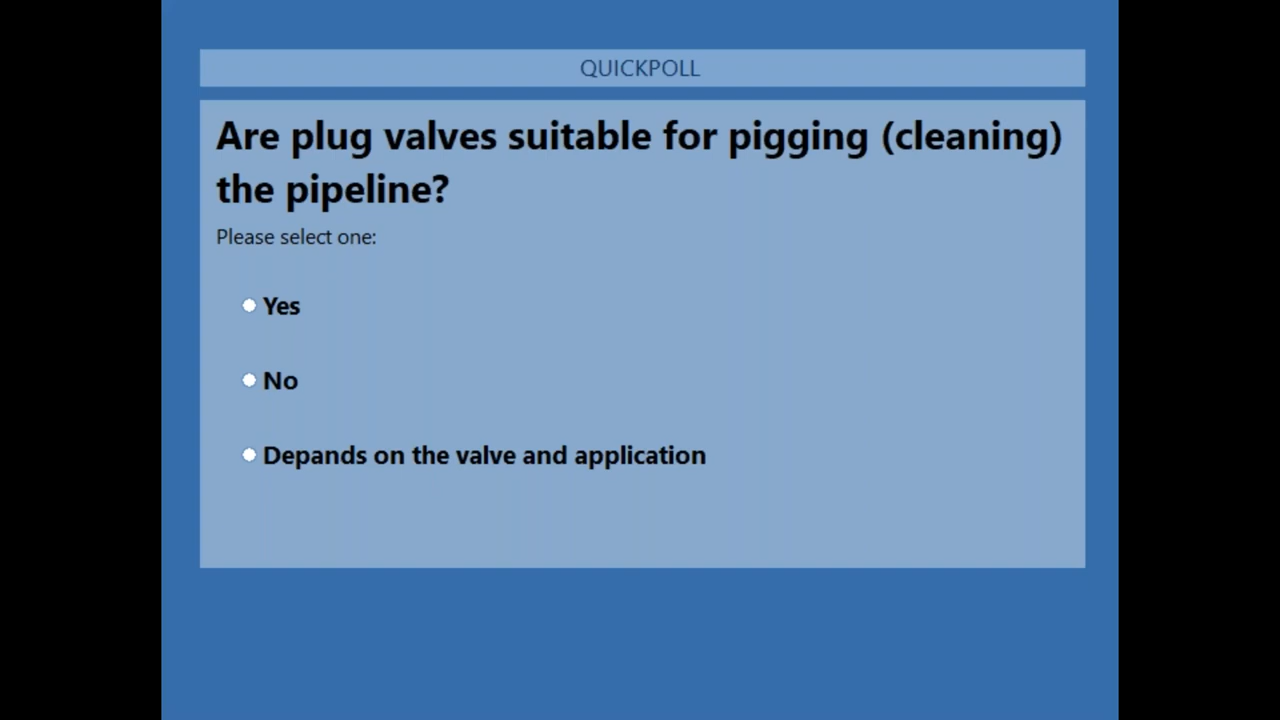 QUICKPOLL
Are plug valves suitable for pigging (cleaning)
the pipeline?
Please select one:
Yes
No
Depands on the valve and application